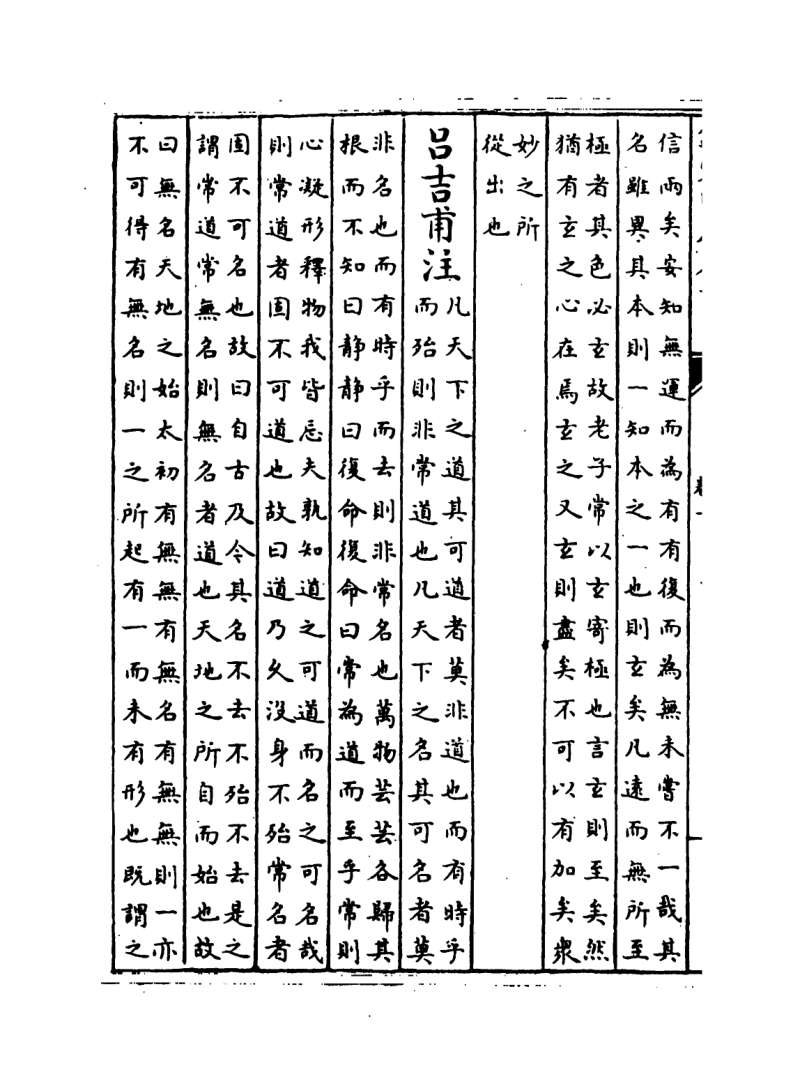 信兩矣安知無運而為有有復而為無未嘗不一哉其
名雖異其本則一知本之一也則玄矣凡遠而無所至
極者其色必玄故老子常以玄寄極也言玄則至矣然
猶有玄之心在焉玄之又玄則盡矣不可以有加矣衆
妙之所
從出也
吕吉甫注
凡天下之道其可道者莫非道也而有時乎
而殆則非常道也凡天下之名其可名者莫
非名也而有時乎而去則非常名也萬物芸芸各歸其
根而不知曰静静曰復命復命曰常為道而至乎常則
心凝形釋物我皆忘夫孰知道之可道而名之可名哉
則常道者固不可道也故曰道乃久沒身不殆常名者
固不可名也故曰自古及今其名不去不殆不去是之
謂常道常無名則無名者道也天地之所自而始也故
曰無名天地之始太初有無無有無名有無無則一亦
不可得有無名則一之所起有一而未有形也既謂之